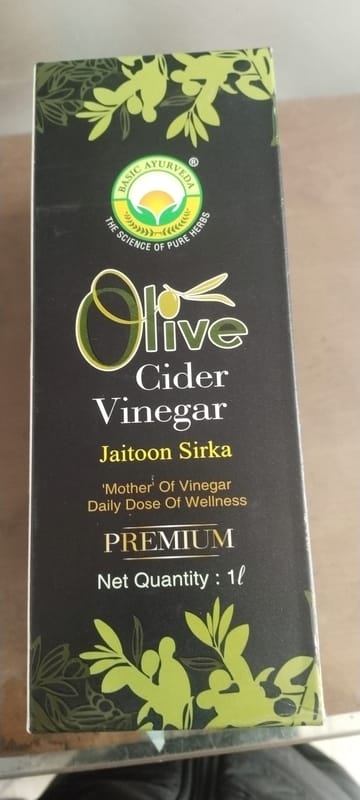 BASIC AYURVEDA
®
THE SCIENCE OF PURE HERBS
Olive
Cider
Vinegar
Jaitoon Sirka
'Mother' Of Vinegar
Daily Dose Of Wellness
PREMIUM
Net Quantity : 1ℓ